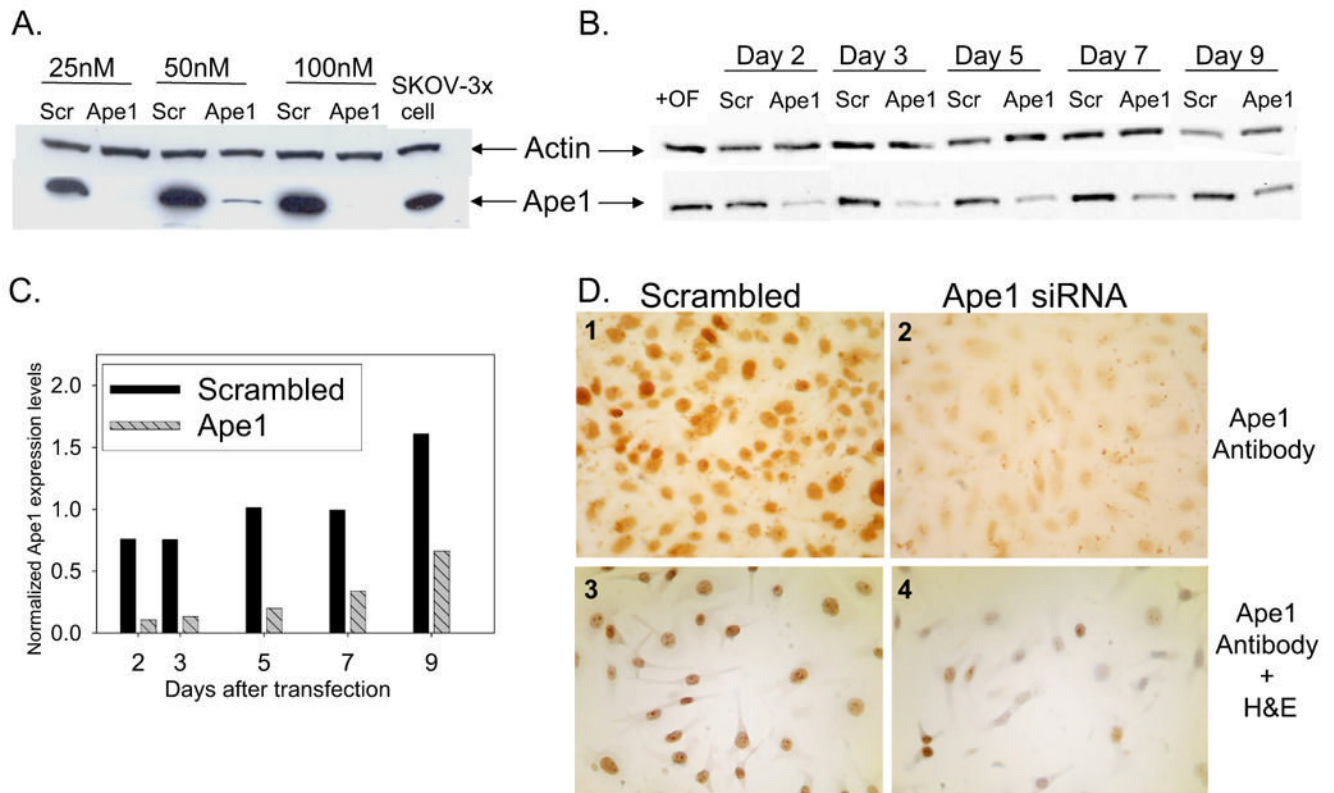 A.
25nM 50nM 100nM SKOV-3x
Scr Ape1 Scr Ape1 Scr Ape1 cell
Actin
Ape1
B.
Day 2 Day 3 Day 5 Day 7 Day 9
+OF Scr Ape1 Scr Ape1 Scr Ape1 Scr Ape1 Scr Ape1
C.
Normalized Ape1 expression levels
2.0
1.5
1.0
0.5
0.0
Scrambled
Ape1
2 3 5 7 9
Days after transfection
D.
Scrambled Ape1 siRNA
1 2
Ape1
Antibody
3 4
Ape1
Antibody
+
H&E